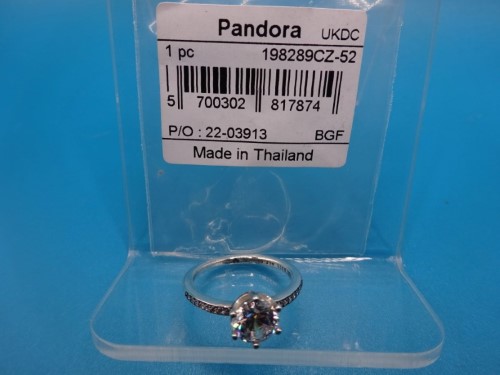 Pandora UKDC
1 pc 198289CZ-52
5 700302 817874
P/O : 22-03913 BGF
Made in Thailand